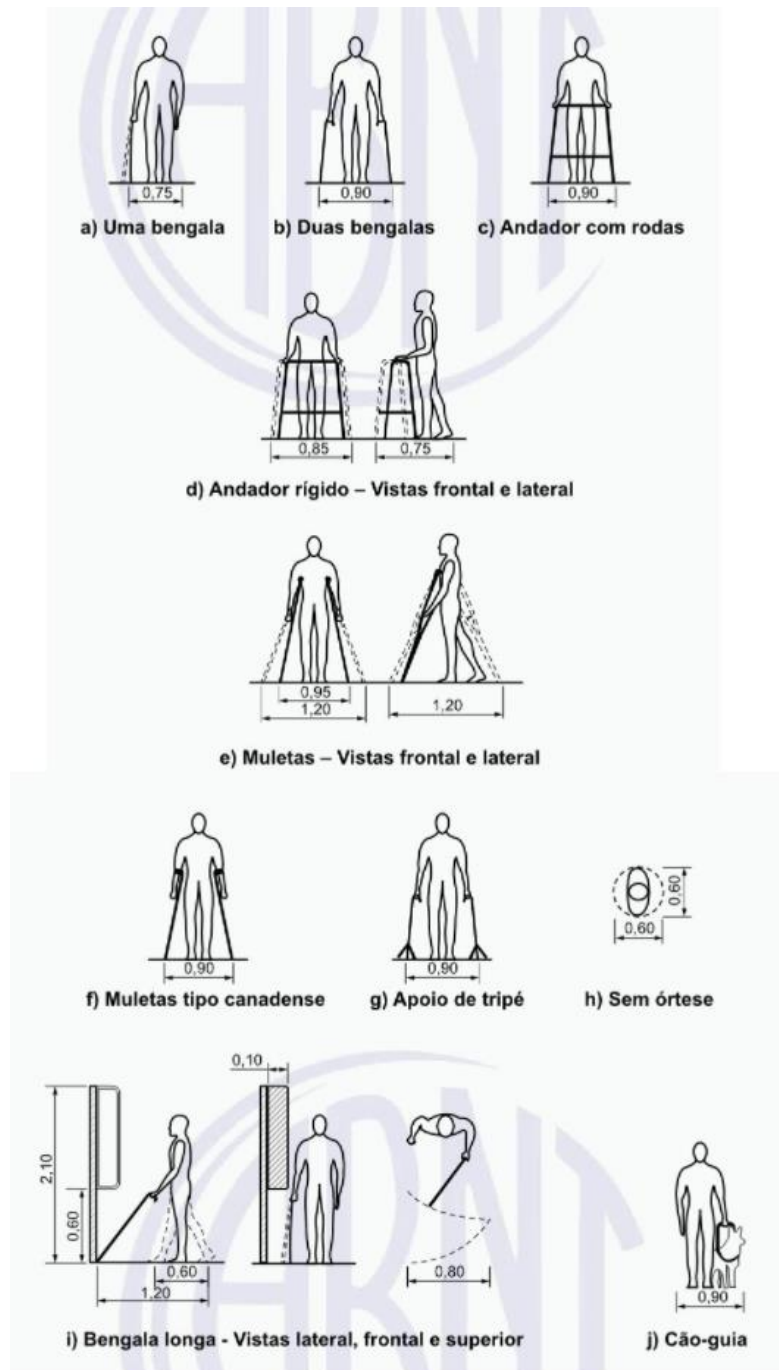 ABNT
0,75
0,90
0,90
a) Uma bengala
b) Duas bengalas
c) Andador com rodas
0,85
0,75
d) Andador rígido – Vistas frontal e lateral
0,95
1,20
1,20
e) Muletas – Vistas frontal e lateral
0,90
0,90
0,60
0,60
f) Muletas tipo canadense
g) Apoio de tripé
h) Sem órtese
0,10
2,10
0,60
0,60
1,20
0,80
0,90
i) Bengala longa - Vistas lateral, frontal e superior
j) Cão-guia
ABNT